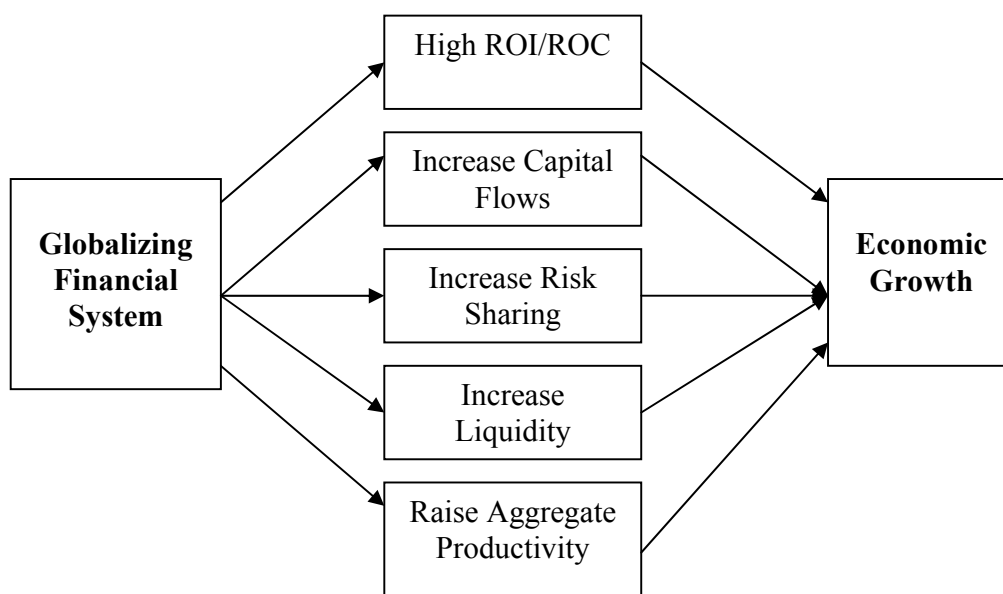 High ROI/ROC
Increase Capital
Flows
Globalizing
Financial
System
Increase Risk
Sharing
Economic
Growth
Increase
Liquidity
Raise Aggregate
Productivity